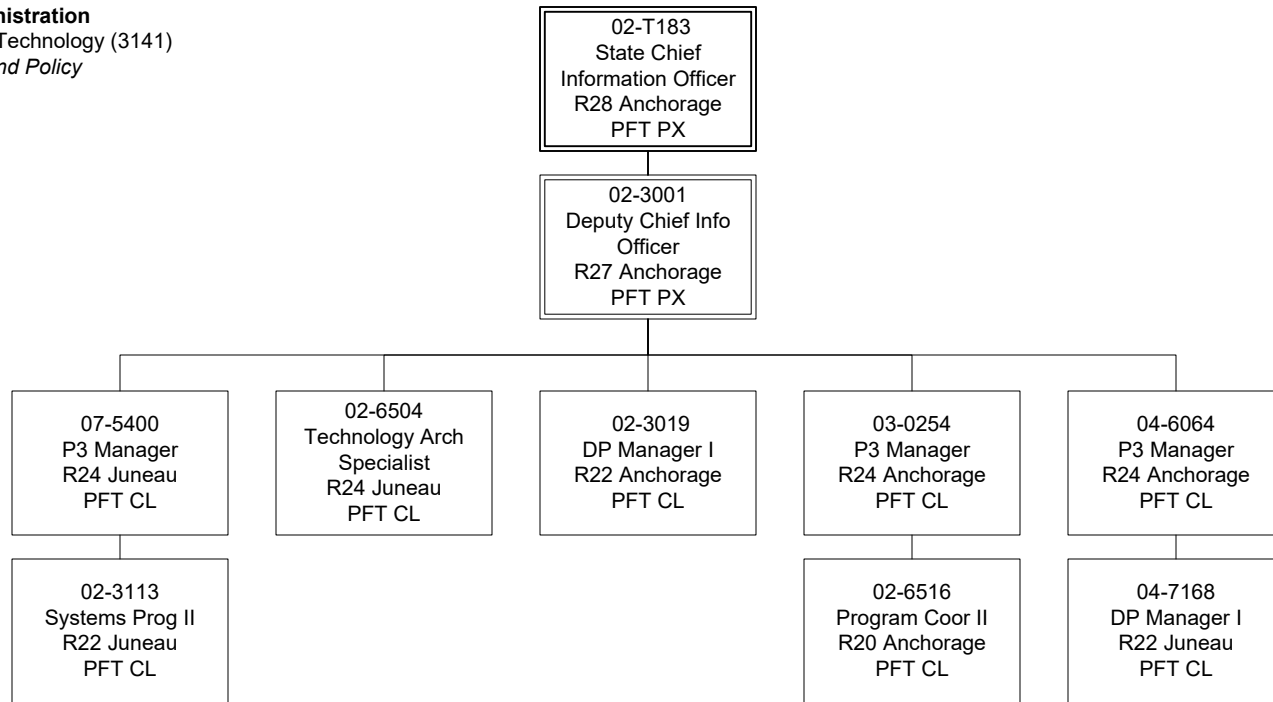 Technology (3141)
Policy
02-T183
State Chief
Information Officer
R28 Anchorage
PFT PX
02-3001
Deputy Chief Info
Officer
R27 Anchorage
PFT PX
07-5400
P3 Manager
R24 Juneau
PFT CL
02-6504
Technology Arch
Specialist
R24 Juneau
PFT CL
02-3019
DP Manager I
R22 Anchorage
PFT CL
03-0254
P3 Manager
R24 Anchorage
PFT CL
04-6064
P3 Manager
R24 Anchorage
PFT CL
02-3113
Systems Prog II
R22 Juneau
PFT CL
02-6516
Program Coor II
R20 Anchorage
PFT CL
04-7168
DP Manager I
R22 Juneau
PFT CL